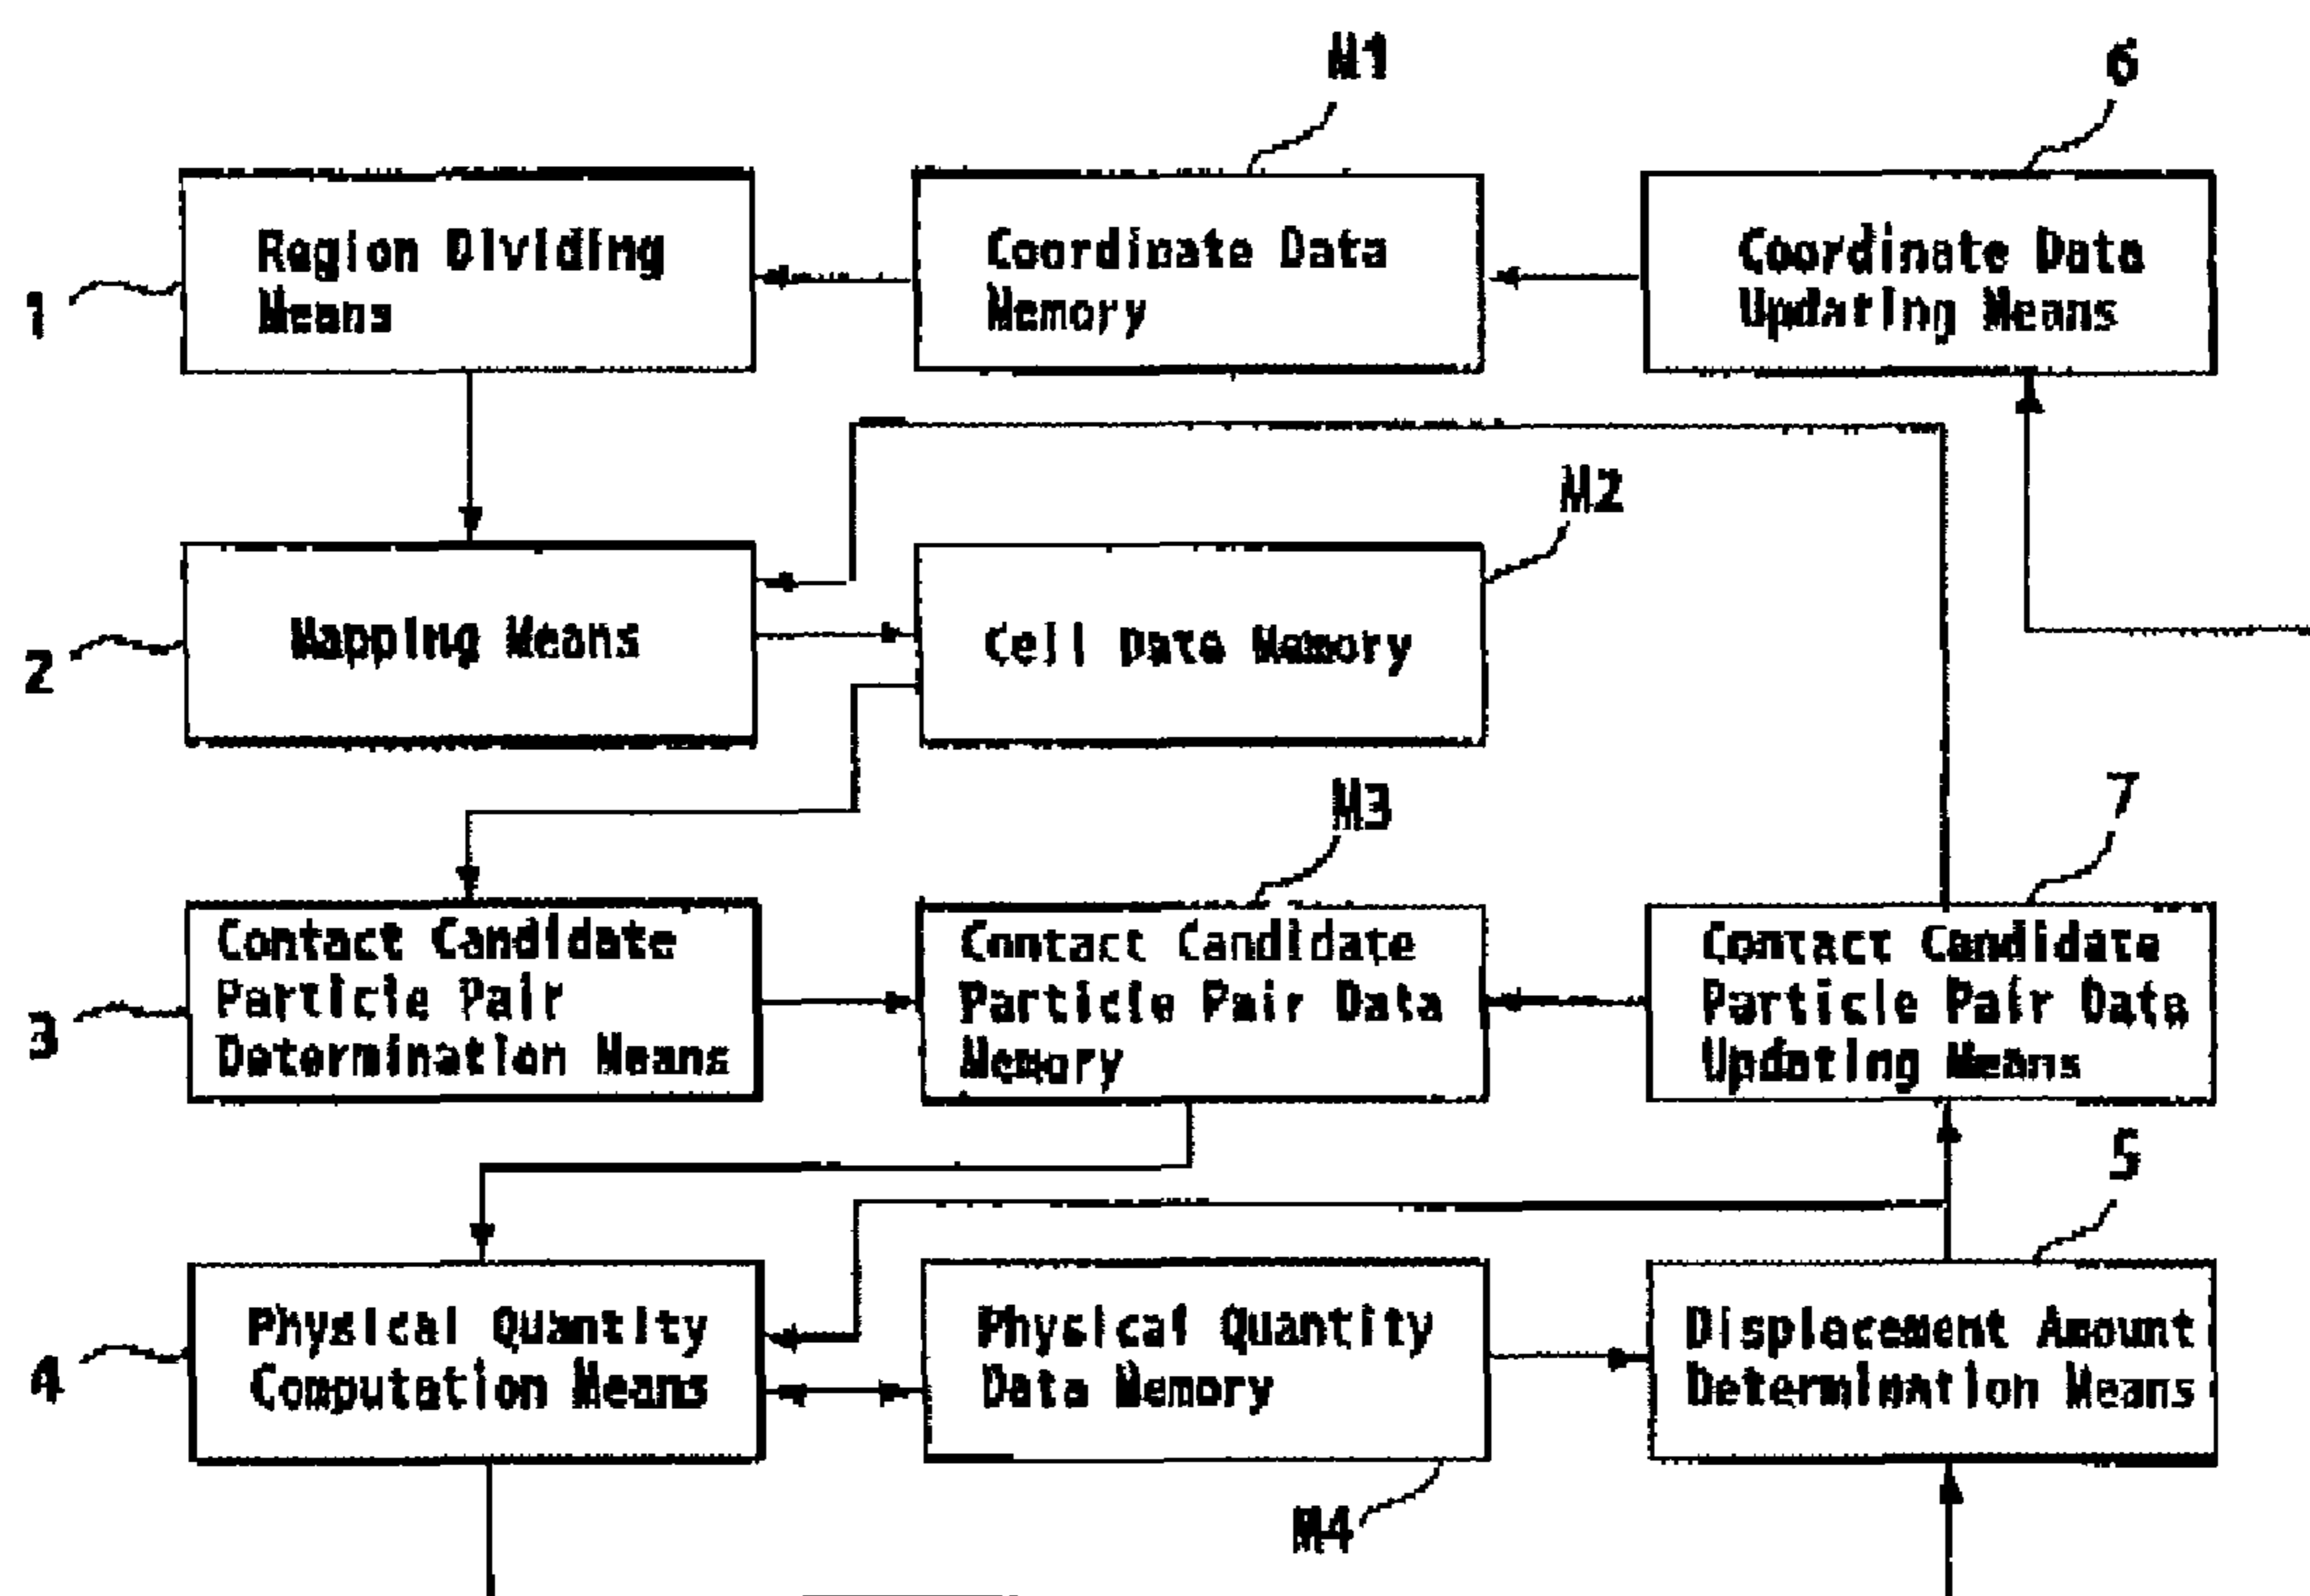 M1
6
Region Dividing
Means
Coordinate Data
Memory
Coordinate Data
Updating Means
1
M2
Mapping Means
Cell Data Memory
2
M3
7
Contact Candidate
Particle Pair
Determination Means
Contact Candidate
Particle Pair Data
Memory
Contact Candidate
Particle Pair Data
Updating Means
3
5
Physical Quantity
Computation Means
Physical Quantity
Data Memory
Displacement Amount
Determination Means
4
M4